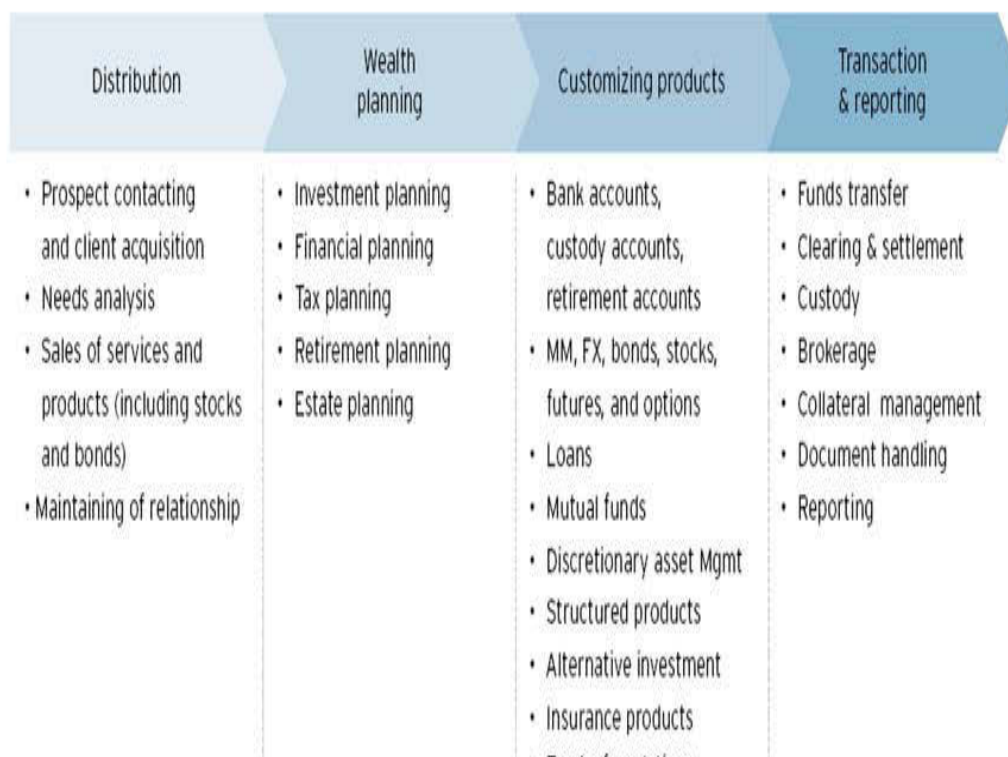 Distribution
Wealth
planning
Customizing products
Transaction
& reporting
• Prospect contacting
and client acquisition
• Needs analysis
• Sales of services and
products (including stocks
and bonds)
• Maintaining of relationship
• Investment planning
• Financial planning
• Tax planning
• Retirement planning
• Estate planning
• Bank accounts,
custody accounts,
retirement accounts
• MM, FX, bonds, stocks,
futures, and options
• Loans
• Mutual funds
• Discretionary asset Mgmt
• Structured products
• Alternative investment
• Insurance products
• Funds transfer
• Clearing & settlement
• Custody
• Brokerage
• Collateral management
• Document handling
• Reporting